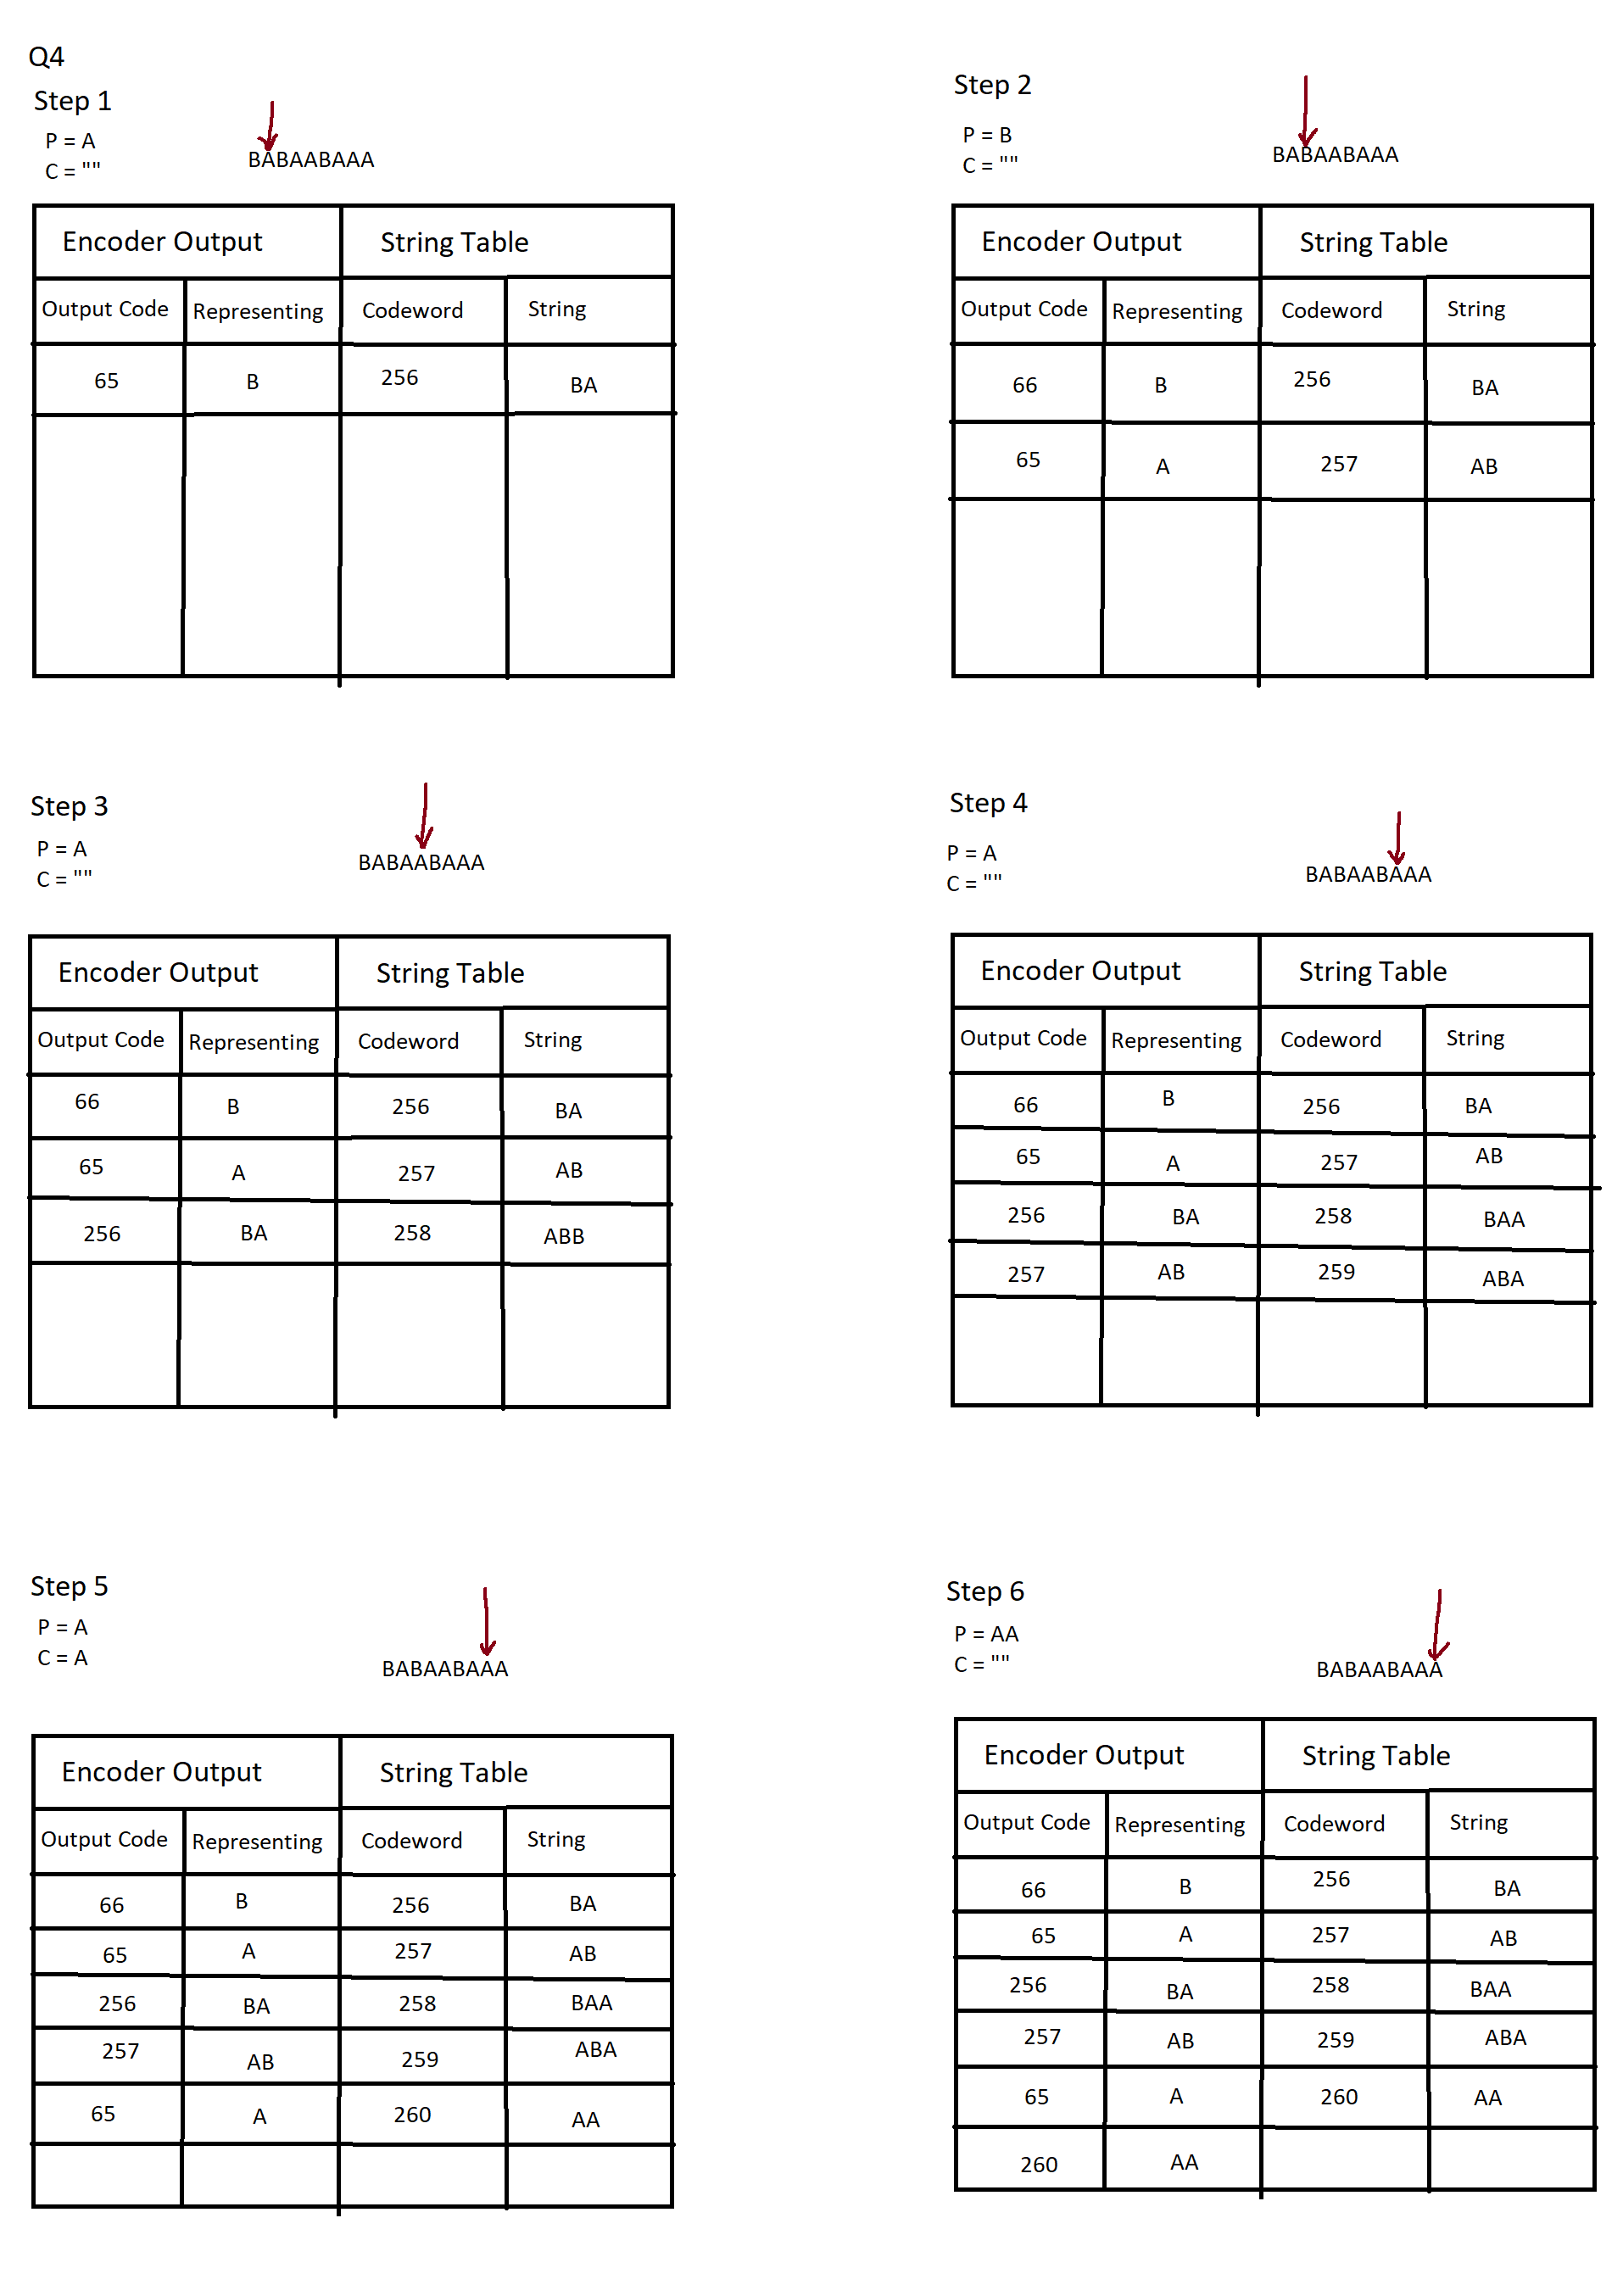 Q4
Step 1
P = A
C = ""
BABAABAAA
Encoder Output String Table
Output Code Representing Codeword String
65 B 256 BA
Step 2
P = B
C = ""
BABAABAAA
Encoder Output String Table
Output Code Representing Codeword String
66 B 256 BA
65 A 257 AB
Step 3
P = A
C = ""
BABAABAAA
Encoder Output String Table
Output Code Representing Codeword String
66 B 256 BA
65 A 257 AB
256 BA 258 ABB
Step 4
P = A
C = ""
BABAABAAA
Encoder Output String Table
Output Code Representing Codeword String
66 B 256 BA
65 A 257 AB
256 BA 258 BAA
257 AB 259 ABA
Step 5
P = A
C = A
BABAABAAA
Encoder Output String Table
Output Code Representing Codeword String
66 B 256 BA
65 A 257 AB
256 BA 258 BAA
257 AB 259 ABA
65 A 260 AA
Step 6
P = AA
C = ""
BABAABAAA
Encoder Output String Table
Output Code Representing Codeword String
66 B 256 BA
65 A 257 AB
256 BA 258 BAA
257 AB 259 ABA
65 A 260 AA
260 AA